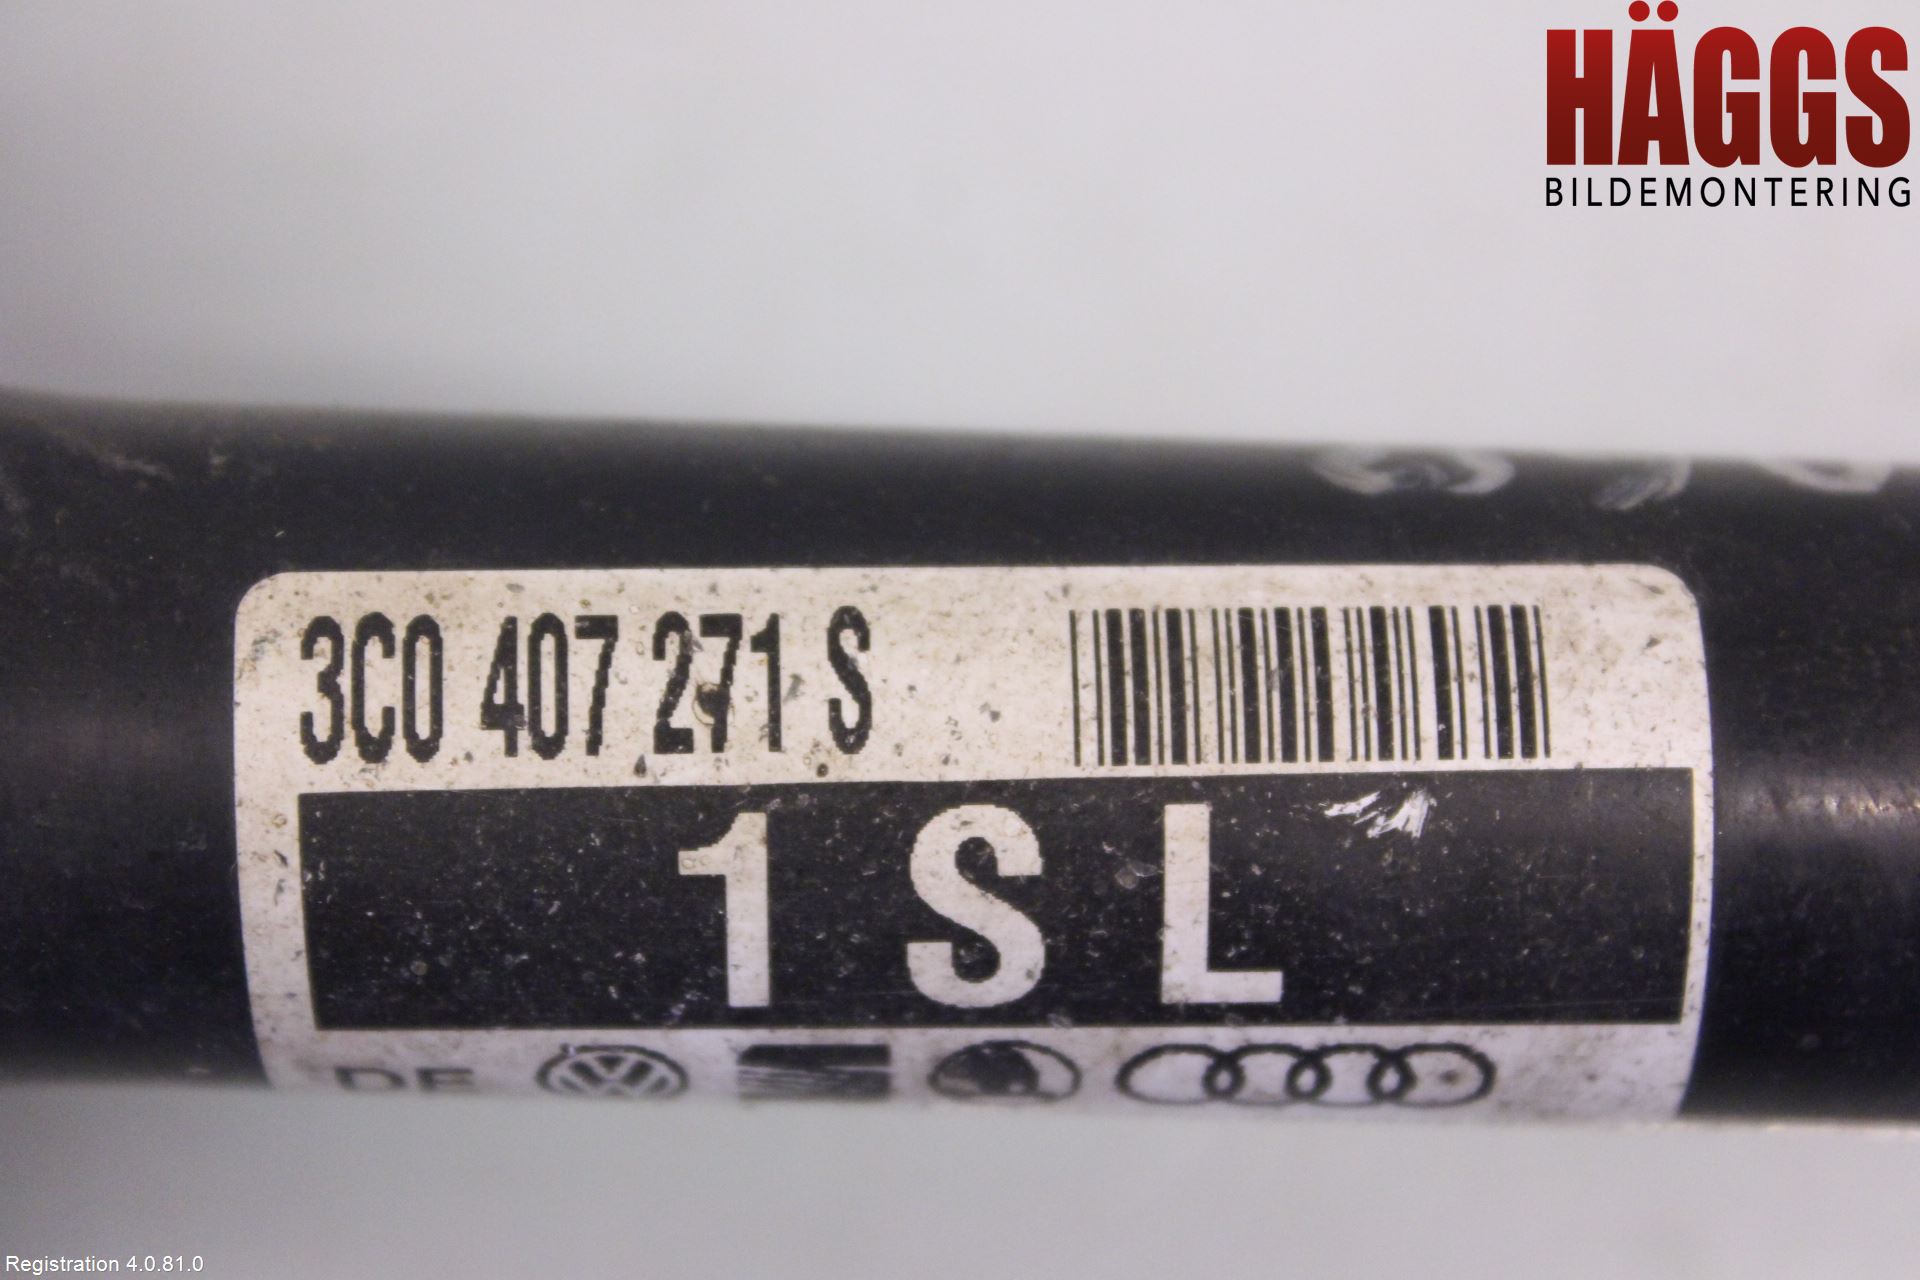 HÄGGS
BILDEMONTERING
3C0 407 271 S
1 S L
DE
Registration 4.0.81.0